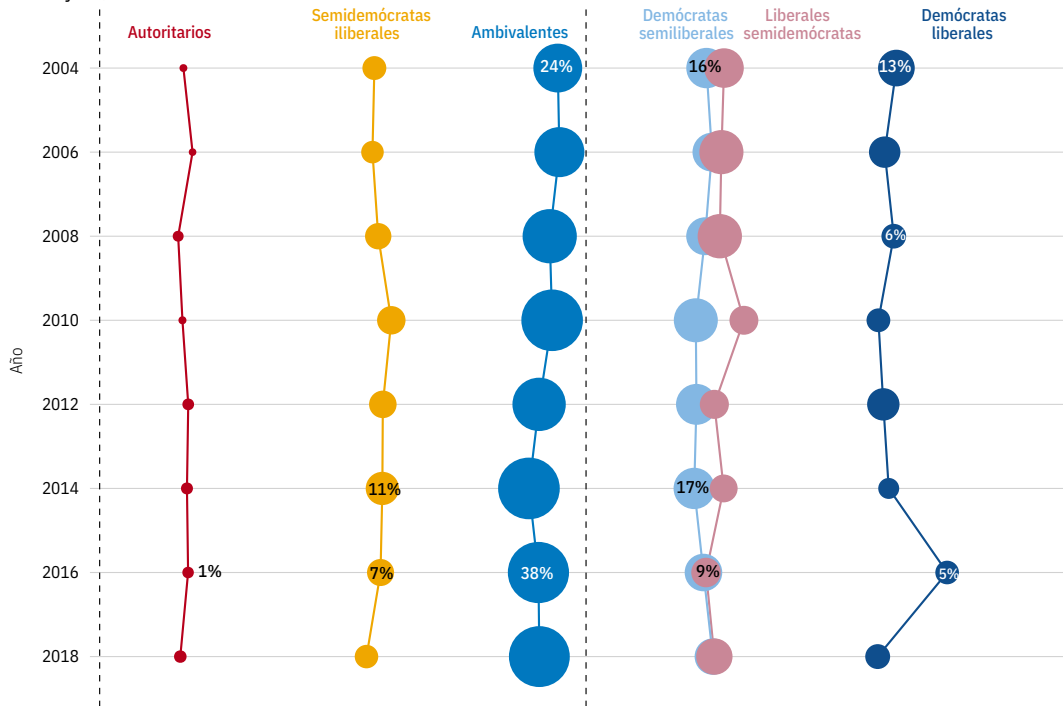 Autoritarios
Semidemócratas
iliberales
Ambivalentes
Demócratas
semiliberales
Liberales
semidemócratas
Demócratas
liberales
2004
24%
16%
13%
2006
2008
6%
2010
Año
2012
2014
11%
17%
2016
1%
7%
38%
9%
5%
2018